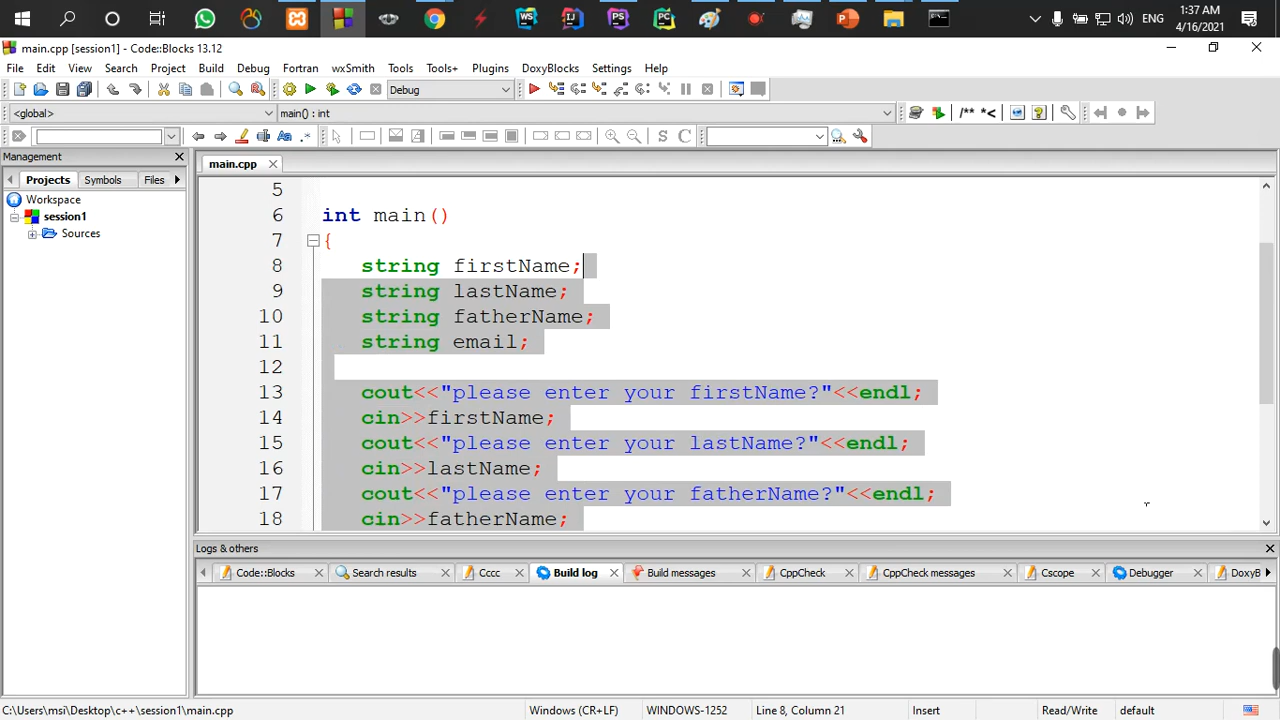 ENG
1:37 AM
4/16/2021
main.cpp [session1] - Code::Blocks 13.12
File Edit View Search Project Build Debug Fortran wxSmith Tools Tools+ Plugins DoxyBlocks Settings Help
Debug
<global>
main() : int
/** *<
Management
Projects Symbols Files
Workspace
session1
Sources
main.cpp
5
6 int main()
7 {
8 string firstName;
9 string lastName;
10 string fatherName;
11 string email;
12
13 cout<<"please enter your firstName?"<<endl;
14 cin>>firstName;
15 cout<<"please enter your lastName?"<<endl;
16 cin>>lastName;
17 cout<<"please enter your fatherName?"<<endl;
18 cin>>fatherName;
Logs & others
Code::Blocks Search results Cccc Build log Build messages CppCheck CppCheck messages Cscope Debugger DoxyB
C:\Users\msi\Desktop\c++\session1\main.cpp Windows (CR+LF) WINDOWS-1252 Line 8, Column 21 Insert Read/Write default